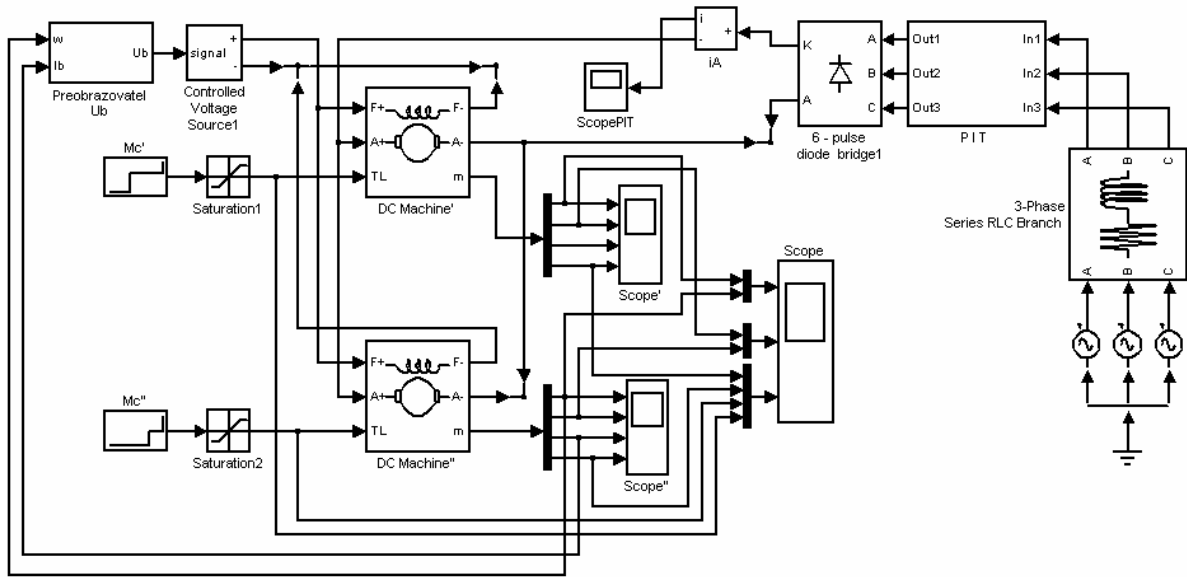 w
Ib
Ub
Preobrazovatel
Ub
signal
+
-
Controlled
Voltage
Source1
i
-
+
iA
ScopePIT
K
A
A
B
C
6 - pulse
diode bridge1
Out1
Out2
Out3
In1
In2
In3
PIT
A
B
C
3-Phase
Series RLC Branch
A
B
C
Mc'
Saturation1
F+
F-
A+
A-
TL
m
DC Machine'
Scope'
Scope
Mc''
Saturation2
F+
F-
A+
A-
TL
m
DC Machine''
Scope''